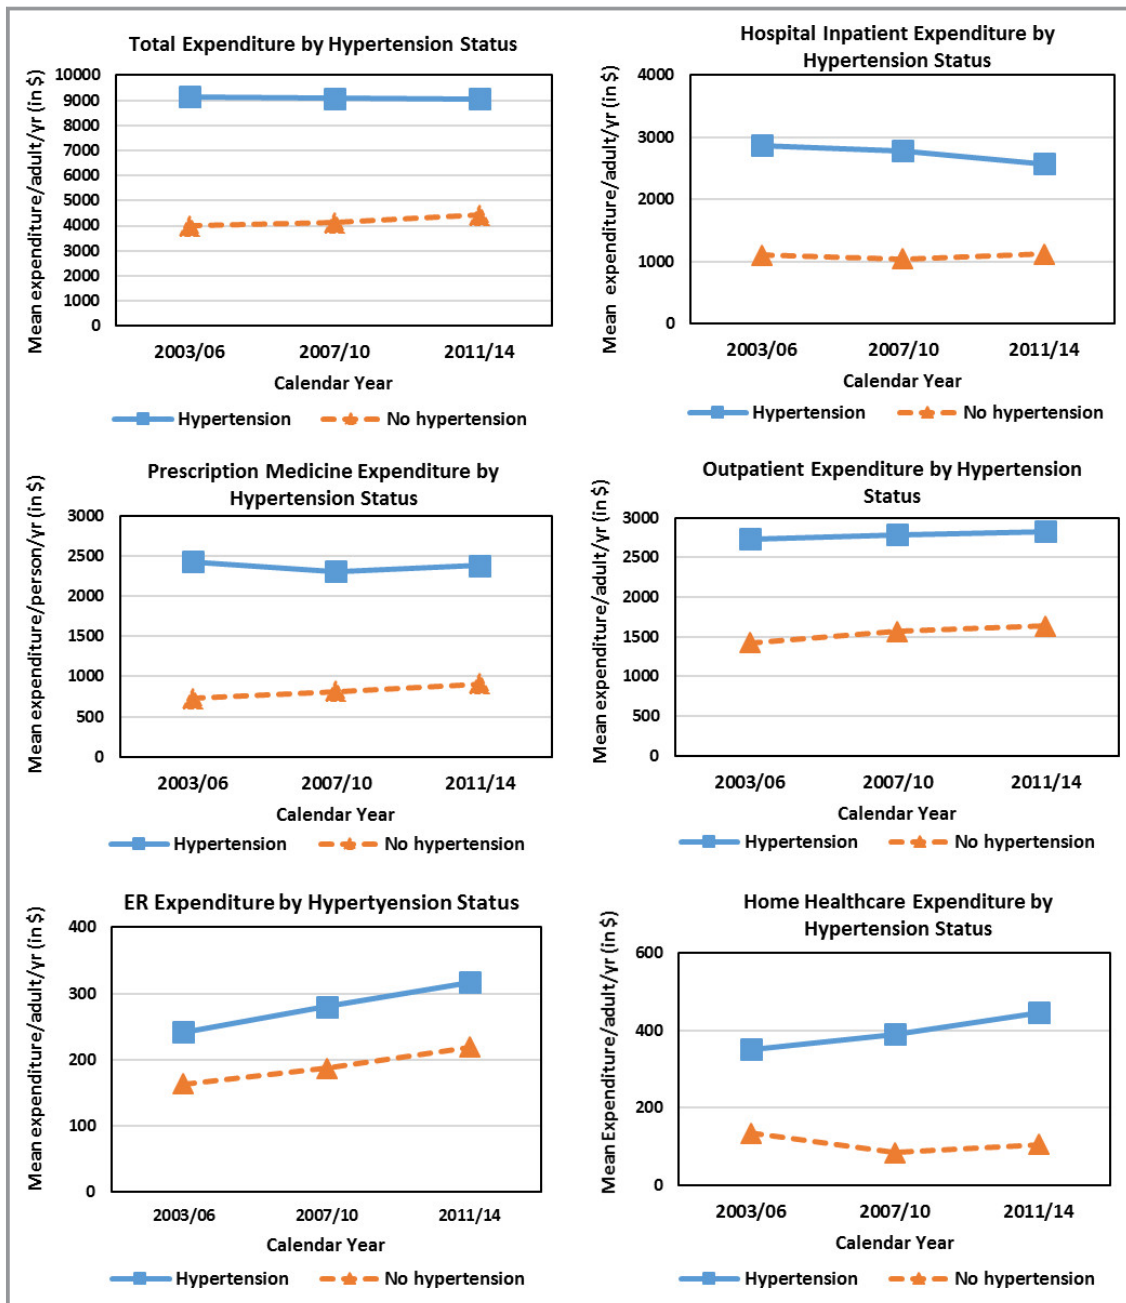 Total Expenditure by Hypertension Status
Mean expenditure/adult/yr (in $)
10000
9000
8000
7000
6000
5000
4000
3000
2000
1000
0
2003/06 2007/10 2011/14
Calendar Year
Hypertension No hypertension
Hospital Inpatient Expenditure by
Hypertension Status
Mean expenditure/adult/yr (in $)
4000
3000
2000
1000
0
2003/06 2007/10 2011/14
Calendar Year
Hypertension No hypertension
Prescription Medicine Expenditure by
Hypertension Status
Mean expenditure/person/yr (in $)
3000
2500
2000
1500
1000
500
0
2003/06 2007/10 2011/14
Calendar Year
Hypertension No hypertension
Outpatient Expenditure by Hypertension
Status
Mean expenditure/adult/yr (in $)
3000
2500
2000
1500
1000
500
0
2003/06 2007/10 2011/14
Calendar Year
Hypertension No hypertension
ER Expenditure by Hypertyension Status
Mean expenditure/adult/yr (in $)
400
300
200
100
0
2003/06 2007/10 2011/14
Calendar Year
Hypertension No hypertension
Home Healthcare Expenditure by
Hypertension Status
Mean Expenditure/adult/yr (in $)
600
400
200
0
2003/06 2007/10 2011/14
Calendar Year
Hypertension No hypertension